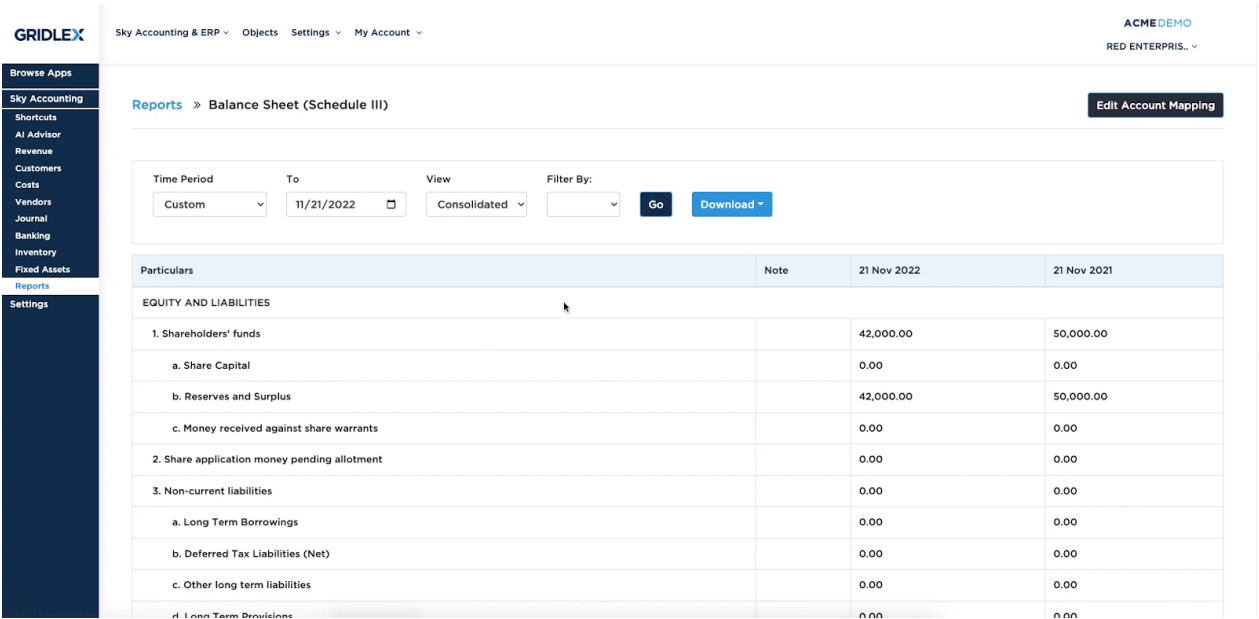 GRIDLEX
Sky Accounting & ERP Objects Settings My Account
ACMEDEMO
RED ENTERPRIS..
Browse Apps
Sky Accounting
Shortcuts
AI Advisor
Revenue
Customers
Costs
Vendors
Journal
Banking
Inventory
Fixed Assets
Reports
Settings
Reports » Balance Sheet (Schedule III)
Edit Account Mapping
Time Period To View Filter By:
Custom 11/21/2022 Consolidated Go Download
Particulars Note 21 Nov 2022 21 Nov 2021
EQUITY AND LIABILITIES
1. Shareholders' funds 42,000.00 50,000.00
a. Share Capital 0.00 0.00
b. Reserves and Surplus 42,000.00 50,000.00
c. Money received against share warrants 0.00 0.00
2. Share application money pending allotment 0.00 0.00
3. Non-current liabilities 0.00 0.00
a. Long Term Borrowings 0.00 0.00
b. Deferred Tax Liabilities (Net) 0.00 0.00
c. Other long term liabilities 0.00 0.00
d. Long Term Provisions 0.00 0.00